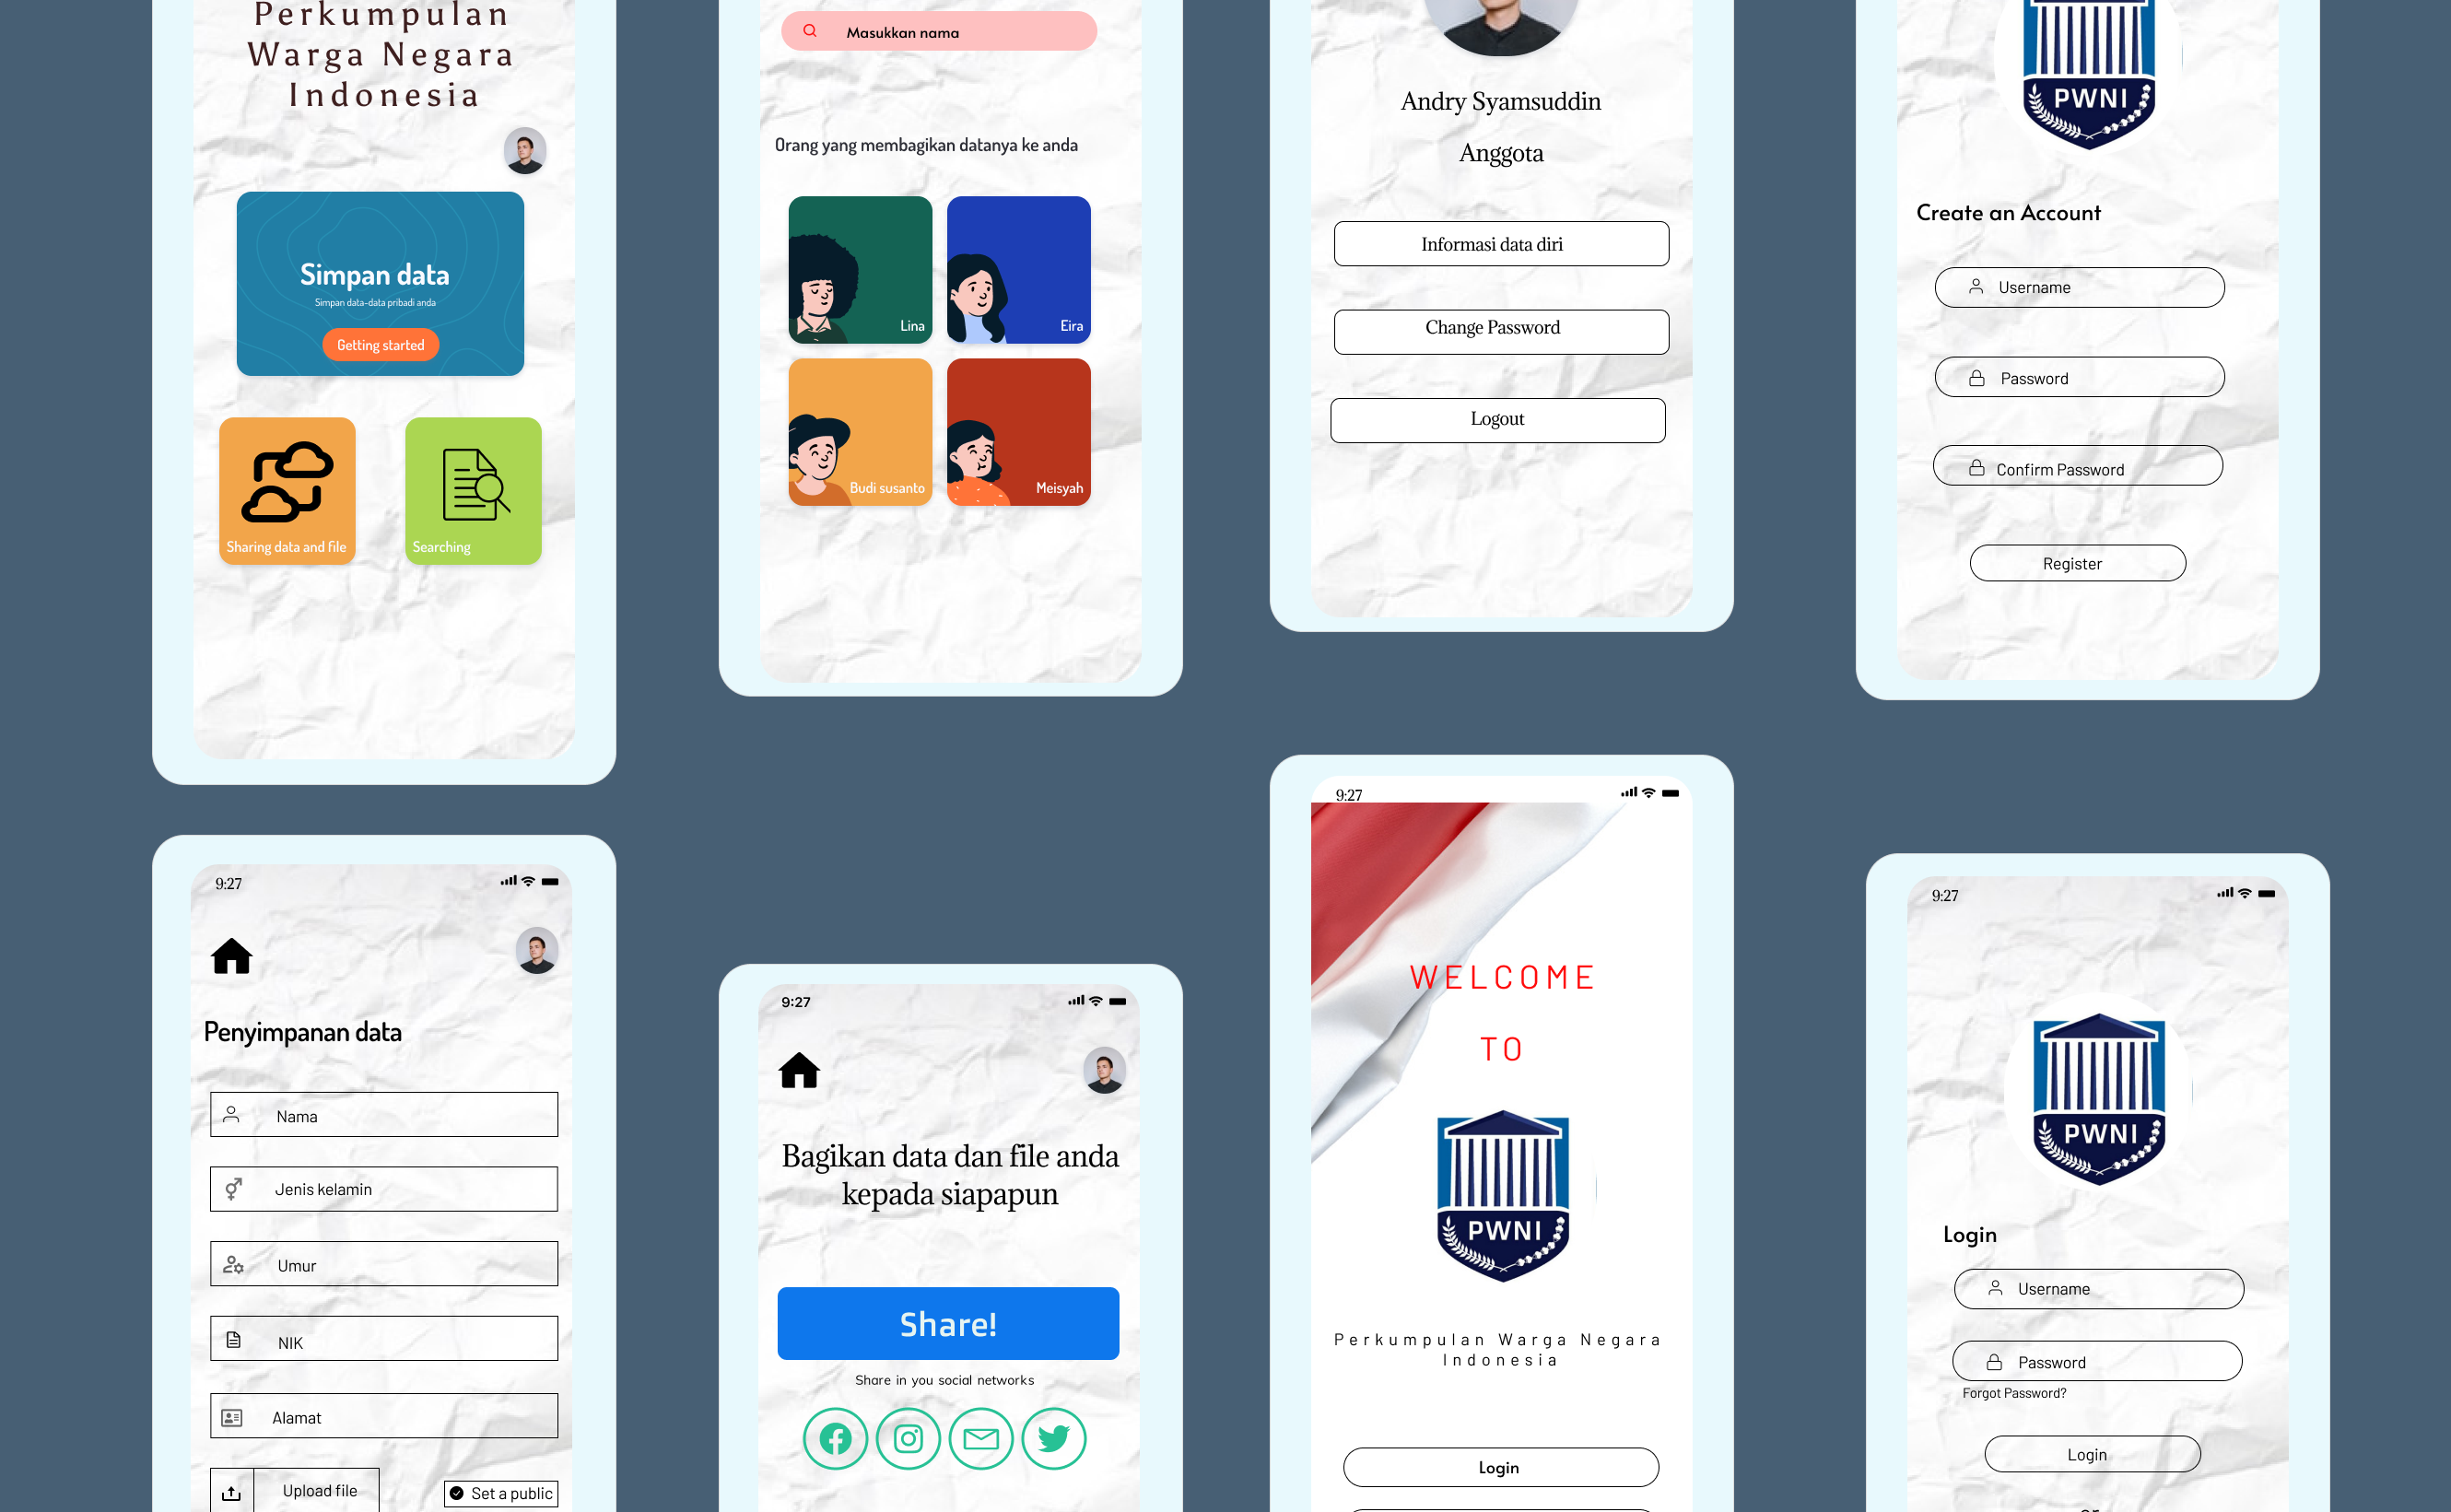 Perkumpulan
Warga Negara
Indonesia
Simpan data
Simpan data-data pribadi anda
Getting started
Sharing data and file
Searching
Masukkan nama
Orang yang membagikan datanya ke anda
Lina
Eira
Budi susanto
Meisyah
Andry Syamsuddin
Anggota
Informasi data diri
Change Password
Logout
PWNI
Create an Account
Username
Password
Confirm Password
Register
9:27
Penyimpanan data
Nama
Jenis kelamin
Umur
NIK
Alamat
Upload file
Set a public
9:27
Bagikan data dan file anda
kepada siapapun
Share!
Share in you social networks
9:27
WELCOME
TO
PWNI
Perkumpulan Warga Negara
Indonesia
Login
9:27
PWNI
Login
Username
Password
Forgot Password?
Login